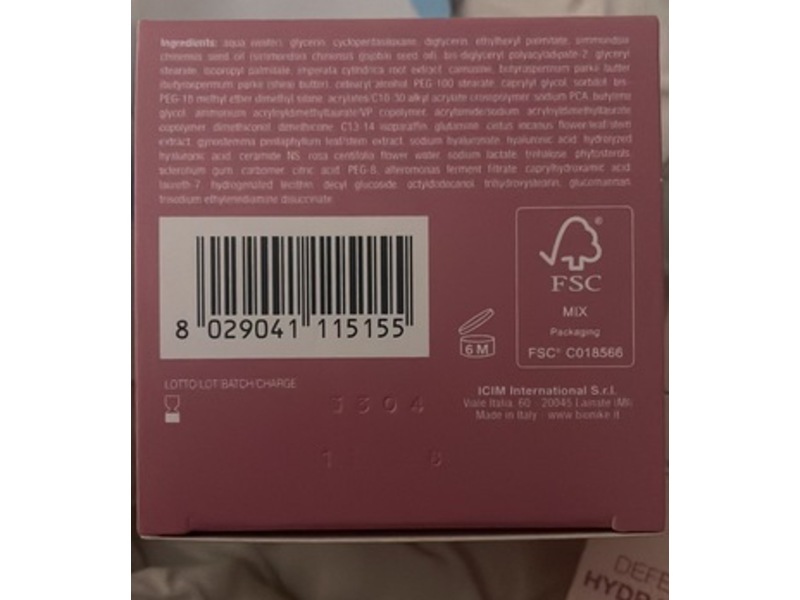 Ingredients: aqua (water), glycerin, cyclopentasiloxane, diglycerin, ethylhexyl palmitate, simmondsia
chinensis seed oil (simmondsia chinensis (jojoba) seed oil), bis-diglyceryl polyacyladipate-2, glyceryl
stearate, isopropyl palmitate, imperata cylindrica root extract, carnosine, butyrospermum parkii butter
(butyrospermum parkii (shea) butter), cetearyl alcohol, PEG-100 stearate, caprylyl glycol, sorbitol, bis-
PEG-18 methyl ether dimethyl silane, acrylates/C10-30 alkyl acrylate crosspolymer, sodium PCA, butylene
glycol, ammonium acryloyldimethyltaurate/VP copolymer, acrylamide/sodium acryloyldimethyltaurate
copolymer, dimethiconol, dimethicone, C13-14 isoparaffin, glutamine, cistus incanus flower/leaf/stem
extract, gynostemma pentaphyllum leaf/stem extract, sodium hyaluronate, hyaluronic acid, hydrolyzed
hyaluronic acid, ceramide NS, rosa centifolia flower water, sodium lactate, trehalose, phytosterols,
sclerotium gum, carbomer, citric acid, PEG-8, alteromonas ferment filtrate, caprylhydroxamic acid,
laureth-7, hydrogenated lecithin, decyl glucoside, octyldodecanol, trihydroxystearin, glucomannan,
trisodium ethylenediamine disuccinate
8 029041 115155
6 M
®
FSC
MIX
Packaging
FSC® C018566
LOTTO/LOT/BATCH/CHARGE
3304
1 8
ICIM International S.r.l.
Viale Italia, 60 - 20045 Lainate (MI)
Made in Italy - www.bionike.it
DEFE
HYDR